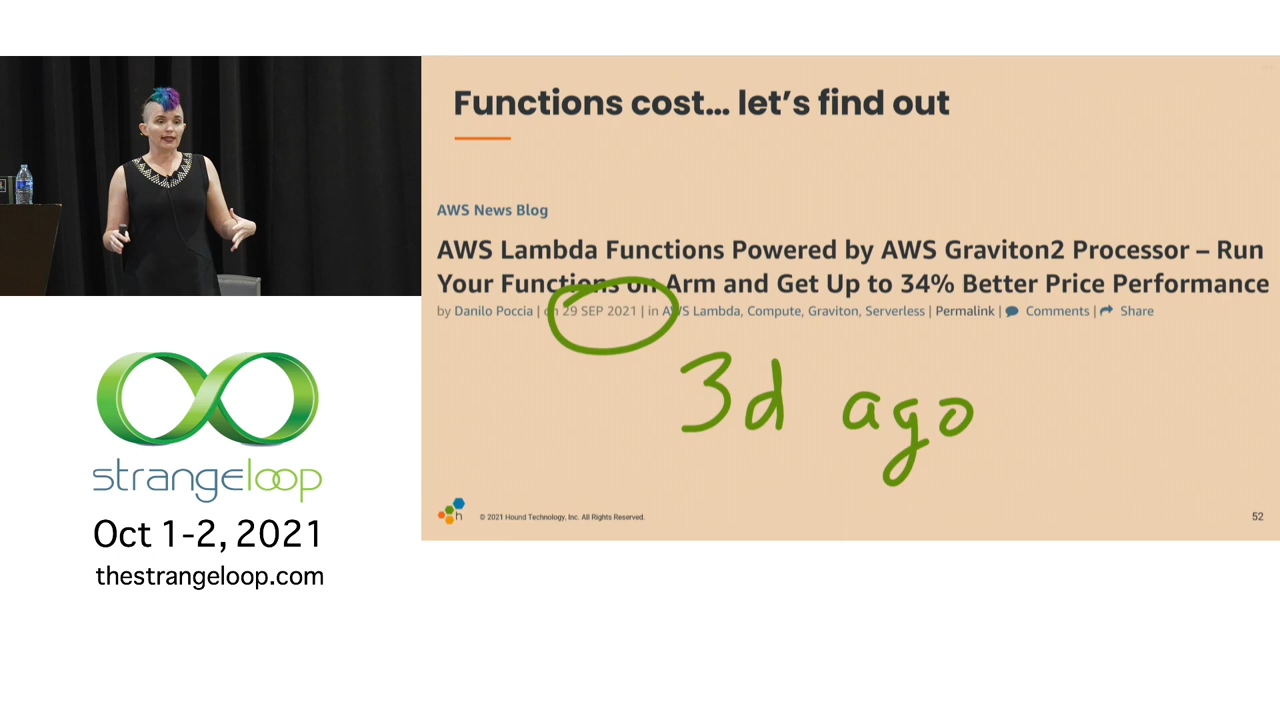 Functions cost... let's find out
AWS News Blog
AWS Lambda Functions Powered by AWS Graviton2 Processor – Run
Your Functions on Arm and Get Up to 34% Better Price Performance
by Danilo Poccia | on 29 SEP 2021 | in AWS Lambda, Compute, Graviton, Serverless | Permalink | Comments | Share
3d ago
h © 2021 Hound Technology, Inc. All Rights Reserved. 52
strangeloop
Oct 1-2, 2021
thestrangeloop.com